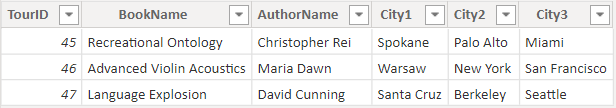 TourID BookName AuthorName City1 City2 City3
45 Recreational Ontology Christopher Rei Spokane Palo Alto Miami
46 Advanced Violin Acoustics Maria Dawn Warsaw New York San Francisco
47 Language Explosion David Cunning Santa Cruz Berkeley Seattle